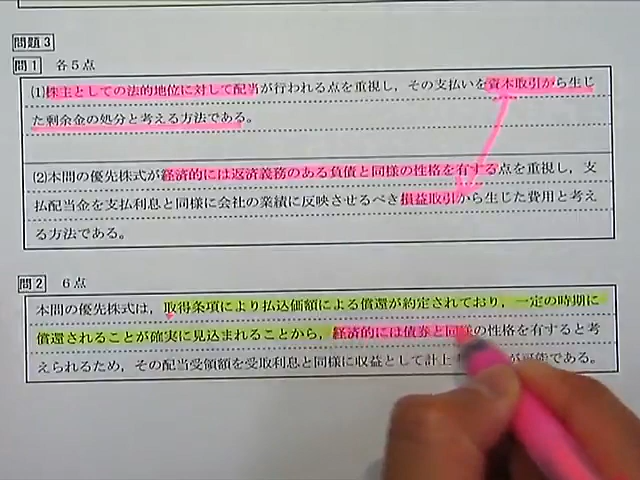 問題3
問1 各5点
(1)株主としての法的地位に対して配当が行われる点を重視し，その支払いを資本取引から生じ
た剰余金の処分と考える方法である。
(2)本問の優先株式が経済的には返済義務のある負債と同様の性格を有する点を重視し，支
払配当金を支払利息と同様に会社の業績に反映させるべき損益取引から生じた費用と考え
る方法である。
問2 6点
本問の優先株式は，取得条項により払込価額による償還が約定されており，一定の時期に
償還されることが確実に見込まれることから，経済的には債券と同様の性格を有すると考
えられるため，その配当受領額を受取利息と同様に収益として計上 が可能である。